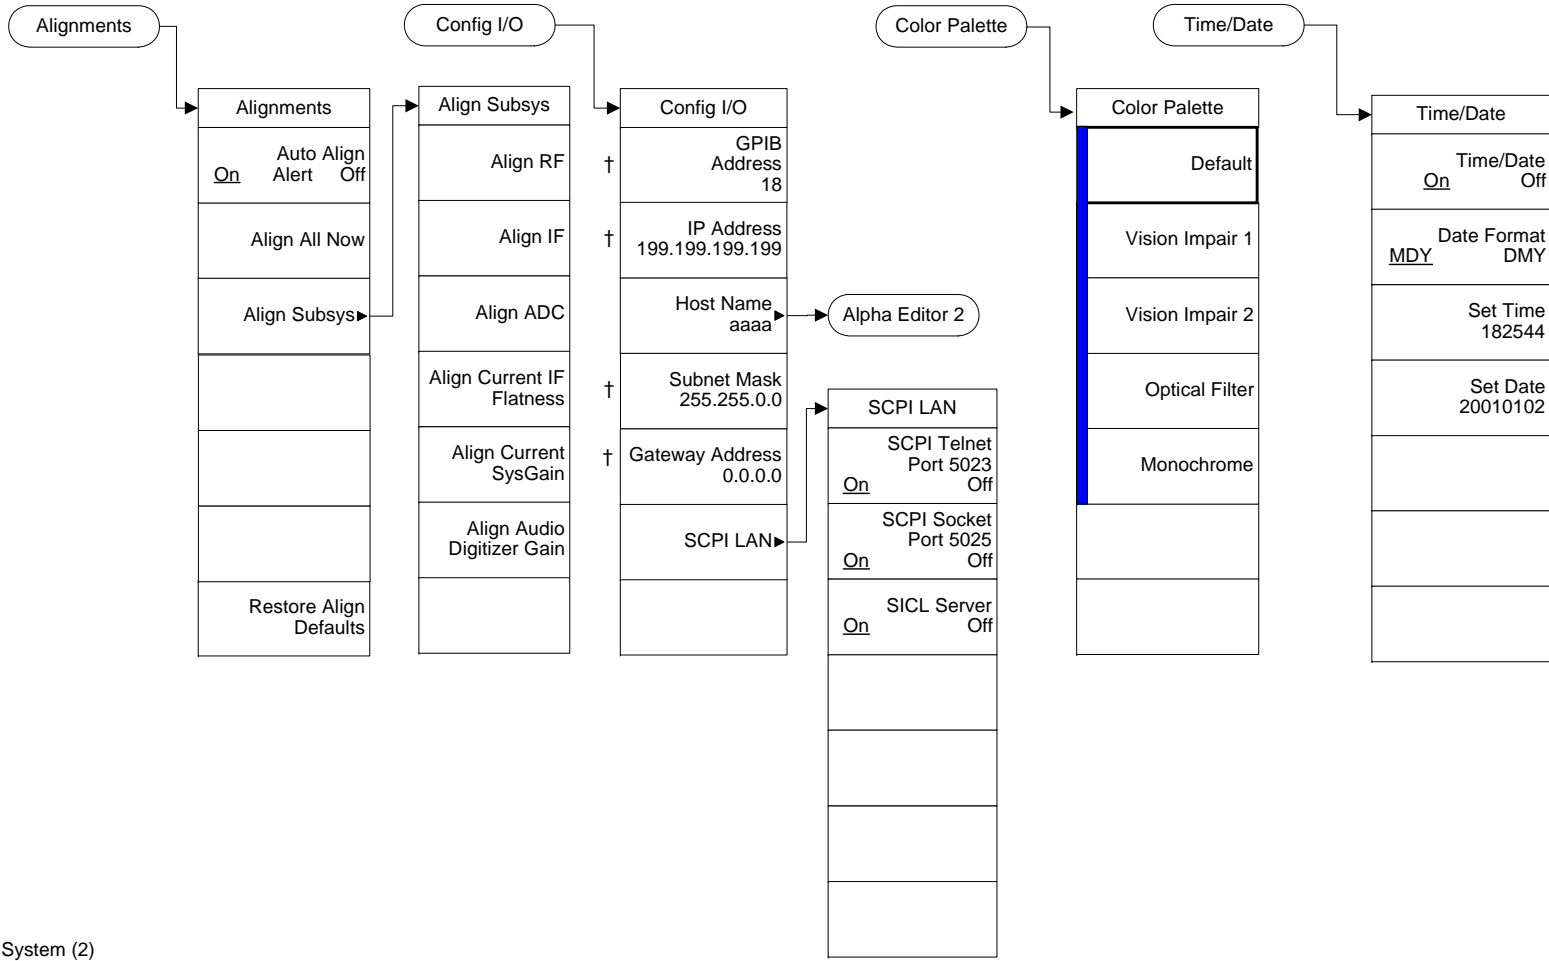 Alignments
Config I/O
Color Palette
Time/Date
Alignments
Auto Align
On Alert Off
Align All Now
Align Subsys
Restore Align
Defaults
Align Subsys
Align RF
Align IF
Align ADC
Align Current IF
Flatness
Align Current
SysGain
Align Audio
Digitizer Gain
Config I/O
† GPIB
Address
18
† IP Address
199.199.199.199
Host Name
aaaa
† Subnet Mask
255.255.0.0
† Gateway Address
0.0.0.0
SCPI LAN
Alpha Editor 2
SCPI LAN
SCPI Telnet
Port 5023
On Off
SCPI Socket
Port 5025
On Off
SICL Server
On Off
Color Palette
Default
Vision Impair 1
Vision Impair 2
Optical Filter
Monochrome
Time/Date
Time/Date
On Off
Date Format
MDY DMY
Set Time
182544
Set Date
20010102
System (2)